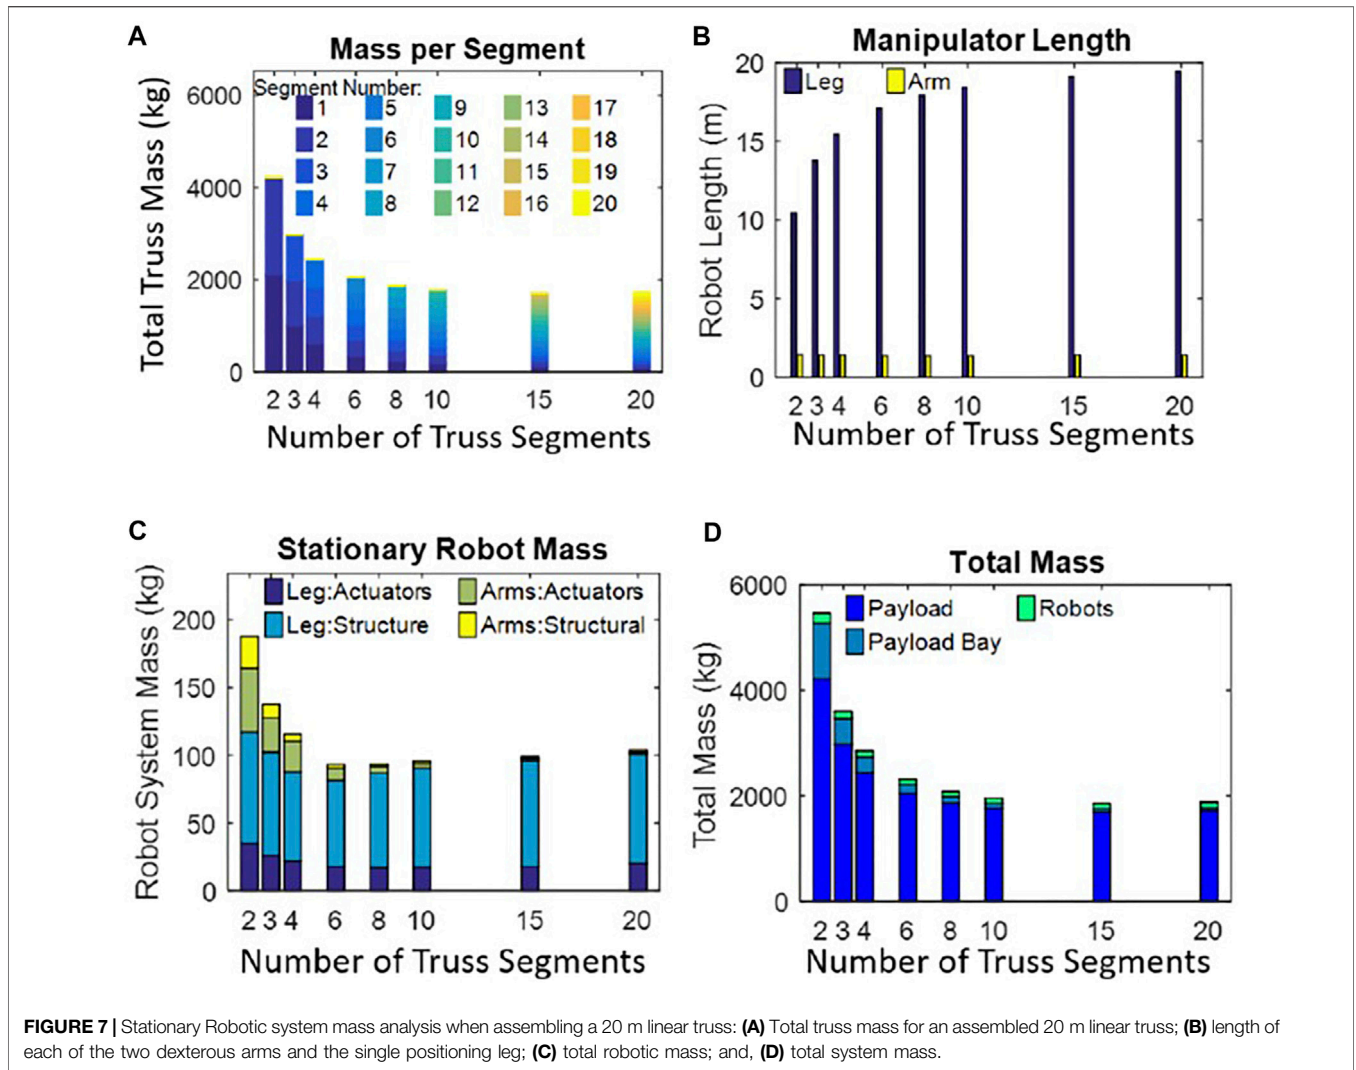 A
Mass per Segment
Total Truss Mass (kg)
6000
4000
2000
0
Segment Number:
1 5 9 13 17
2 6 10 14 18
3 7 11 15 19
4 8 12 16 20
2 3 4 6 8 10 15 20
Number of Truss Segments
B
Manipulator Length
Robot Length (m)
20
15
10
5
0
Leg Arm
2 3 4 6 8 10 15 20
Number of Truss Segments
C
Stationary Robot Mass
Robot System Mass (kg)
200
150
100
50
0
Leg:Actuators Arms:Actuators
Leg:Structure Arms:Structural
2 3 4 6 8 10 15 20
Number of Truss Segments
D
Total Mass
Total Mass (kg)
6000
4000
2000
0
Payload Robots
Payload Bay
2 3 4 6 8 10 15 20
Number of Truss Segments
FIGURE 7 | Stationary Robotic system mass analysis when assembling a 20 m linear truss: (A) Total truss mass for an assembled 20 m linear truss; (B) length of
each of the two dexterous arms and the single positioning leg; (C) total robotic mass; and, (D) total system mass.